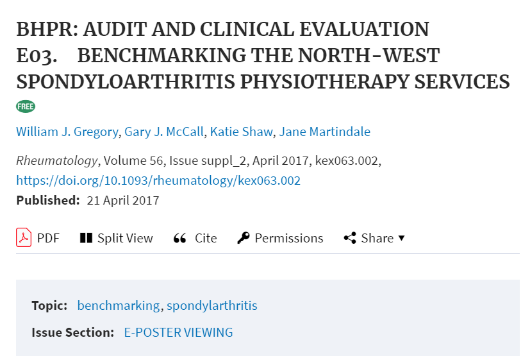 BHPR: AUDIT AND CLINICAL EVALUATION
E03. BENCHMARKING THE NORTH-WEST
SPONDYLOARTHRITIS PHYSIOTHERAPY SERVICES
FREE
William J. Gregory, Gary J. McCall, Katie Shaw, Jane Martindale
Rheumatology, Volume 56, Issue suppl_2, April 2017, kex063.002,
https://doi.org/10.1093/rheumatology/kex063.002
Published: 21 April 2017
PDF Split View Cite Permissions Share
Topic: benchmarking, spondylarthritis
Issue Section: E-POSTER VIEWING